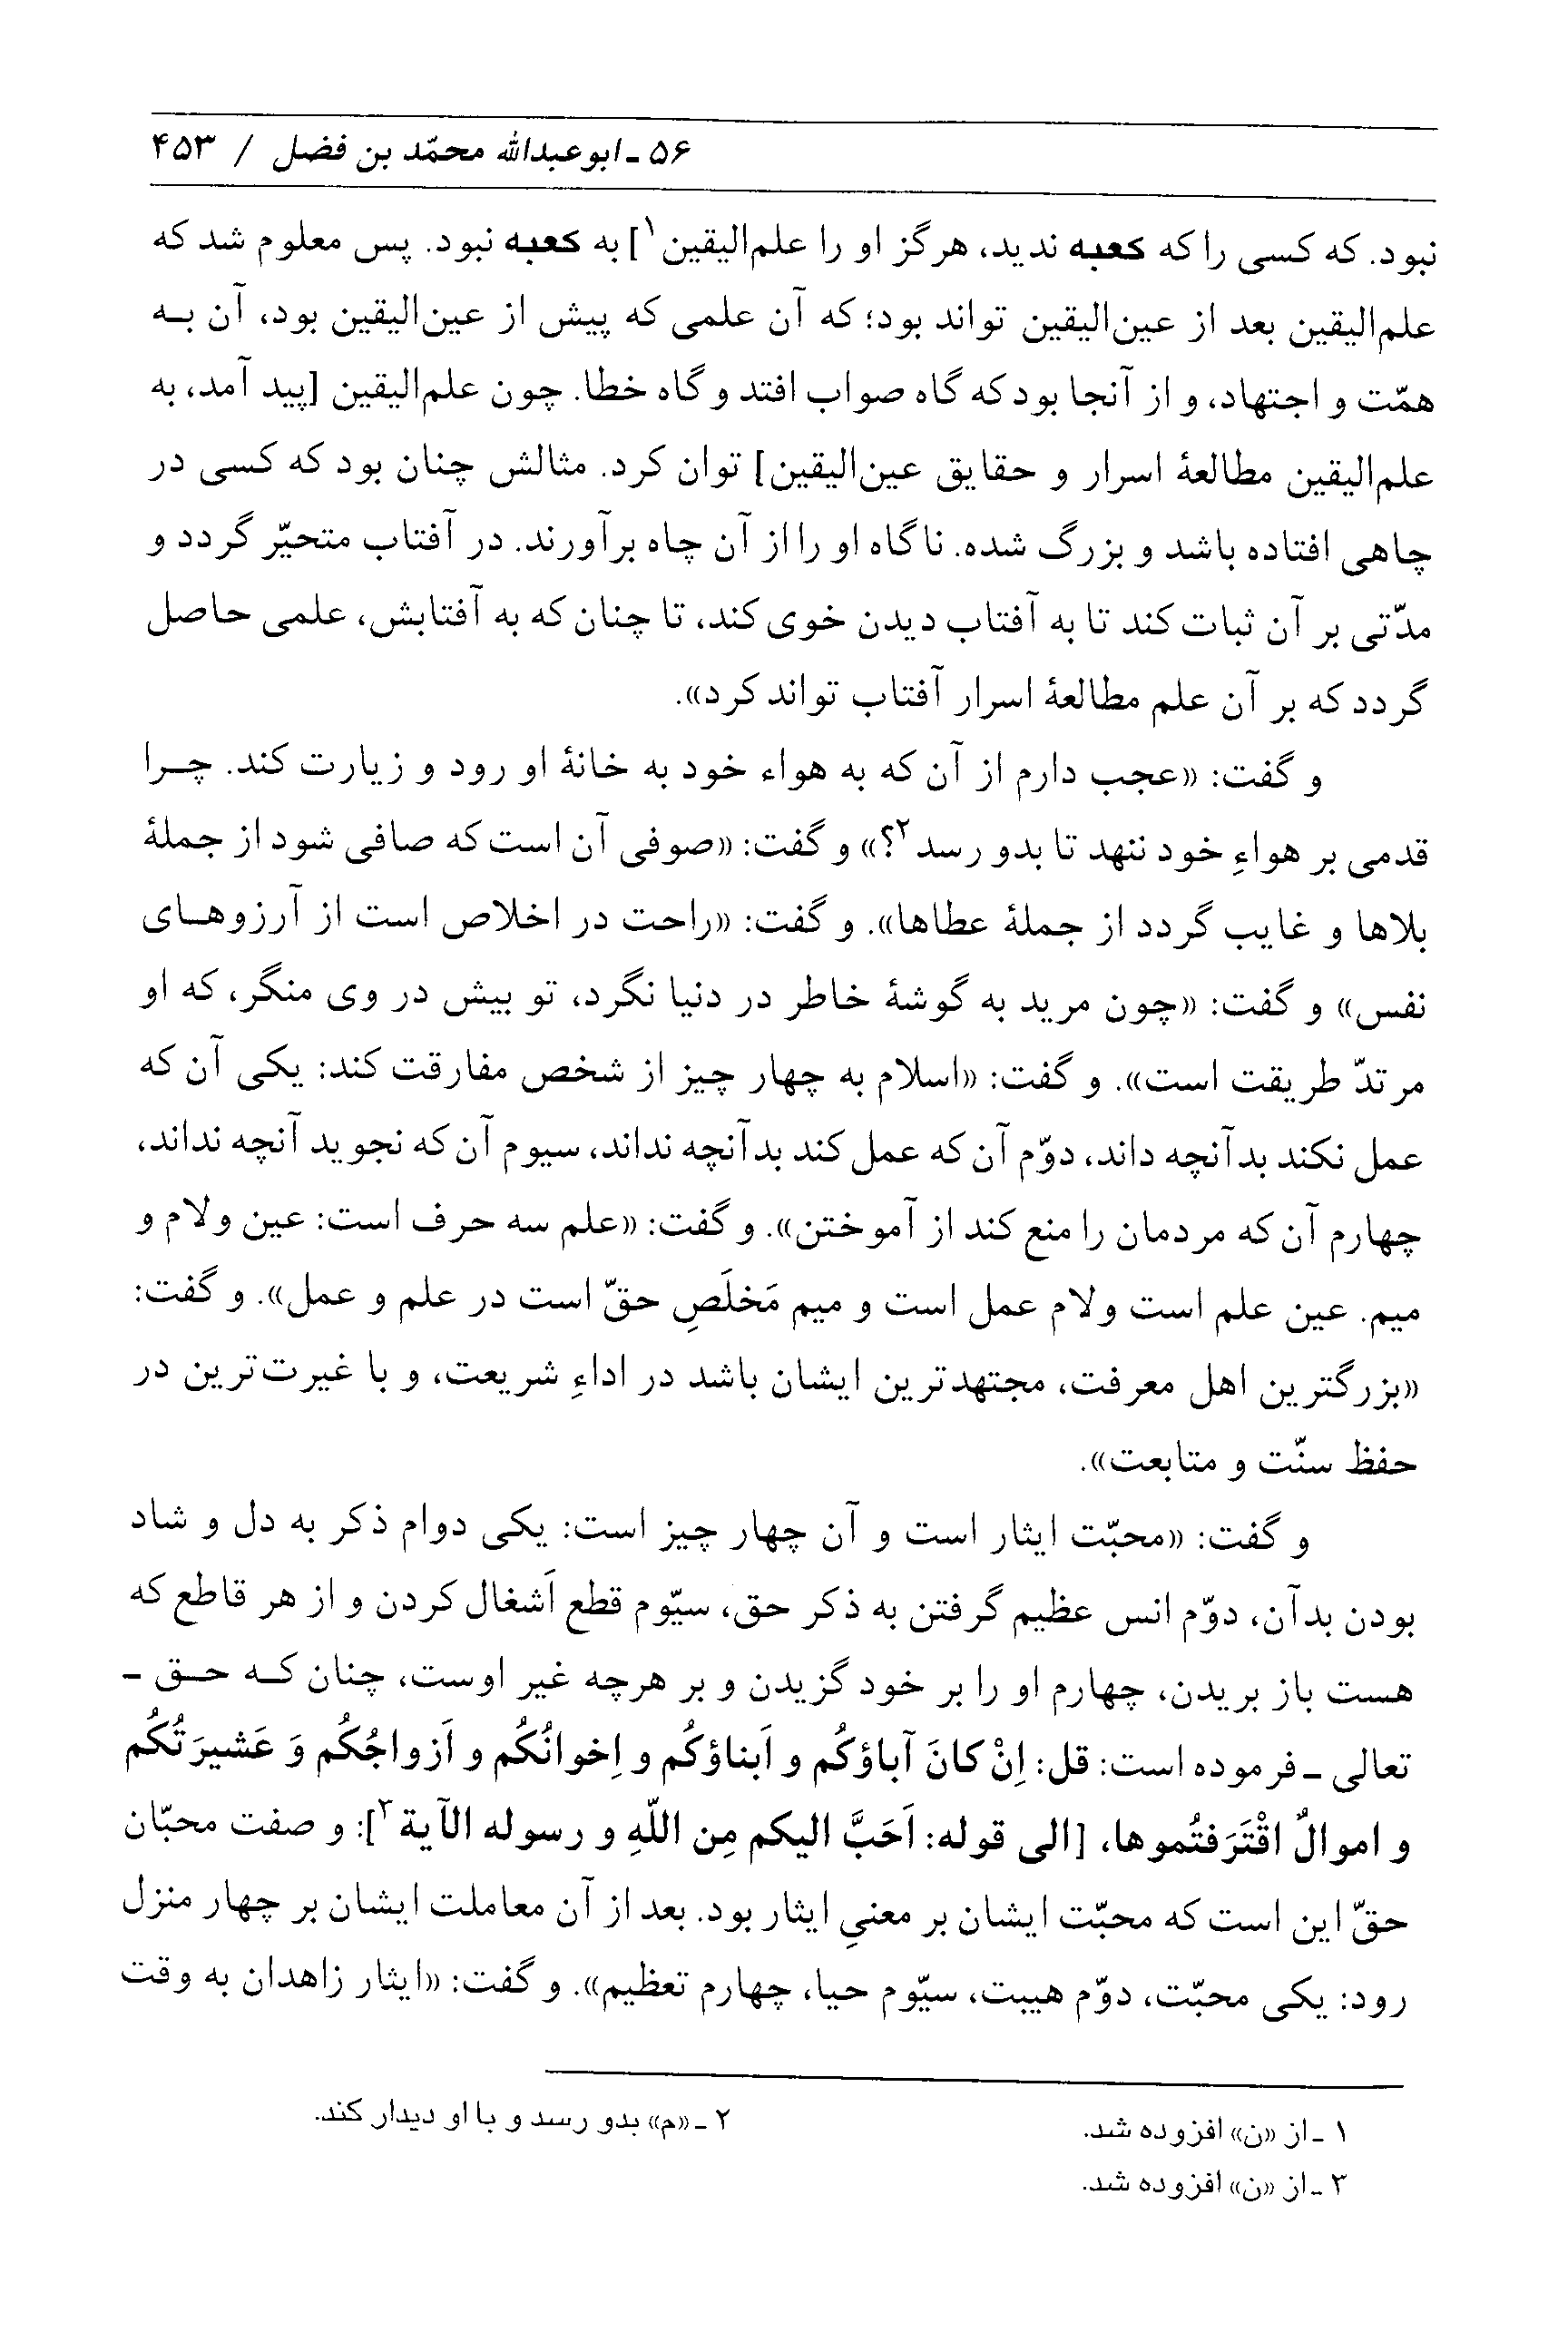 ۵۶ ـ ابوعبدالله محمّد بن فضل / ۴۵۳
نبود. که کسی را که کعبه ندید، هرگز او را علم‌الیقین۱] به کعبه نبود. پس معلوم شد که
علم‌الیقین بعد از عین‌الیقین تواند بود؛ که آن علمی که پیش از عین‌الیقین بود، آن بـه
همّت و اجتهاد، و از آنجا بود که گاه صواب افتد و گاه خطا. چون علم‌الیقین [پید آمد، به
علم‌الیقین مطالعهٔ اسرار و حقایق عین‌الیقین] توان کرد. مثالش چنان بود که کسی در
چاهی افتاده باشد و بزرگ شده. ناگاه او را از آن چاه برآورند. در آفتاب متحیّر گردد و
مدّتی بر آن ثبات کند تا به آفتاب دیدن خوی کند، تا چنان که به آفتابش، علمی حاصل
گردد که بر آن علم مطالعهٔ اسرار آفتاب تواند کرد».
و گفت: «عجب دارم از آن که به هواء خود به خانهٔ او رود و زیارت کند. چـرا
قدمی بر هواءِ خود ننهد تا بدو رسد۲؟» و گفت: «صوفی آن است که صافی شود از جملهٔ
بلاها و غایب گردد از جملهٔ عطاها». و گفت: «راحت در اخلاص است از آرزوهـای
نفس» و گفت: «چون مرید به گوشهٔ خاطر در دنیا نگرد، تو بیش در وی منگر، که او
مرتدّ طریقت است». و گفت: «اسلام به چهار چیز از شخص مفارقت کند: یکی آن که
عمل نکند بدآنچه داند، دوّم آن که عمل کند بدآنچه نداند، سیوم آن که نجوید آنچه نداند،
چهارم آن که مردمان را منع کند از آموختن». و گفت: «علم سه حرف است: عین ولام و
میم. عین علم است ولام عمل است و میم مَخلَصِ حقّ است در علم و عمل». و گفت:
«بزرگترین اهل معرفت، مجتهدترین ایشان باشد در اداءِ شریعت، و با غیرت‌ترین در
حفظ سنّت و متابعت».
و گفت: «محبّت ایثار است و آن چهار چیز است: یکی دوام ذکر به دل و شاد
بودن بدآن، دوّم انس عظیم گرفتن به ذکر حق، سیّوم قطع اَشغال کردن و از هر قاطع که
هست باز بریدن، چهارم او را بر خود گزیدن و بر هرچه غیر اوست، چنان کـه حـق ـ
تعالی ـ فرموده است: قل: اِنْ کانَ آباؤکُم و اَبناؤکُم و اِخوانُکُم و اَزواجُکُم وَ عَشیرَتُکُم
و اموالٌ اقْتَرَفتُموها، [الی قوله: اَحَبَّ الیکم مِن اللّهِ و رسوله الآیة۳]: و صفت محبّان
حقّ این است که محبّت ایشان بر معنیِ ایثار بود. بعد از آن معاملت ایشان بر چهار منزل
رود: یکی محبّت، دوّم هیبت، سیّوم حیا، چهارم تعظیم». و گفت: «ایثار زاهدان به وقت
۱ ـ از «ن» افزوده شد.
۲ ـ «م» بدو رسد و با او دیدار کند.
۳ ـ از «ن» افزوده شد.